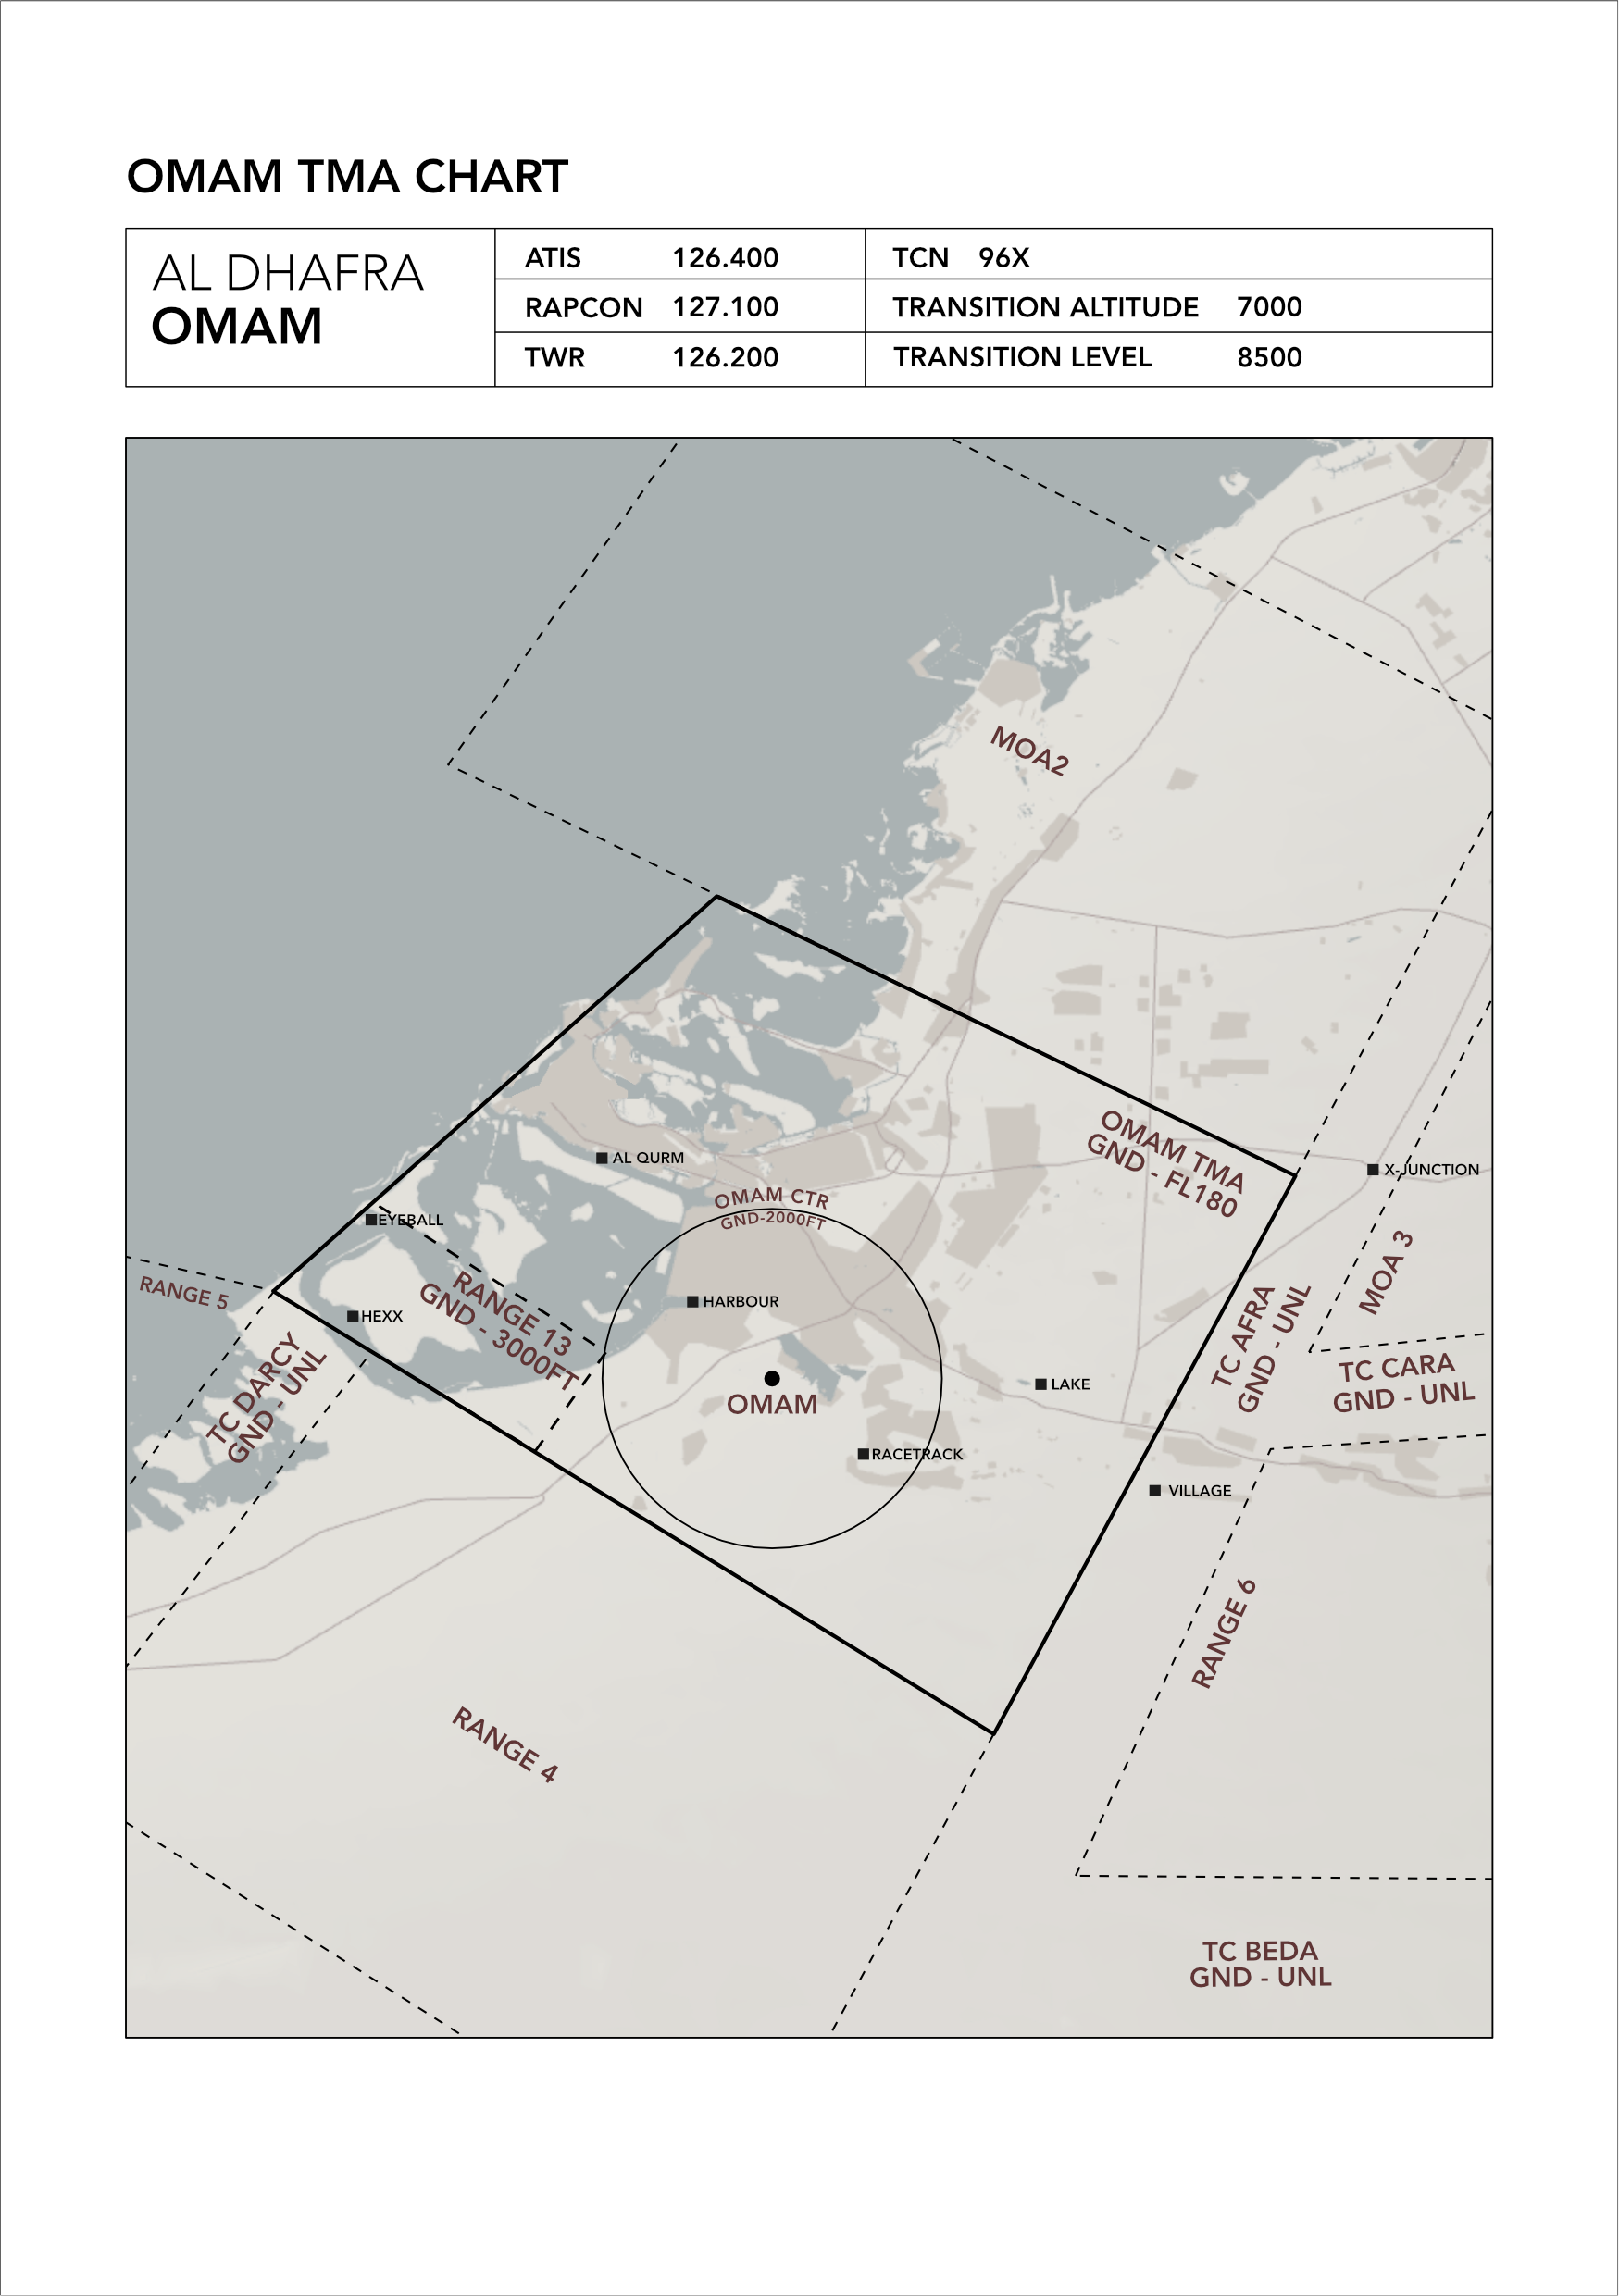 OMAM TMA CHART
AL DHAFRA
OMAM
ATIS 126.400
RAPCON 127.100
TWR 126.200
TCN 96X
TRANSITION ALTITUDE 7000
TRANSITION LEVEL 8500
MOA2
OMAM TMA
GND - FL180
AL QURM
X-JUNCTION
OMAM CTR
GND-2000FT
EYEBALL
RANGE 5
RANGE 13
GND - 3000FT
HARBOUR
HEXX
MOA 3
TC AFRA
GND - UNL
TC DARCY
GND - UNL
TC CARA
GND - UNL
LAKE
OMAM
RACETRACK
VILLAGE
RANGE 6
RANGE 4
TC BEDA
GND - UNL